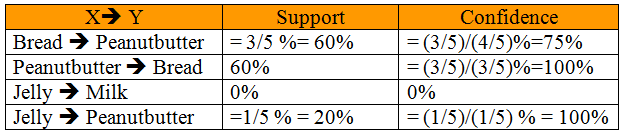 X➔ Y Support Confidence
Bread ➔ Peanutbutter = 3/5 %= 60% = (3/5)/(4/5)%=75%
Peanutbutter ➔ Bread 60% = (3/5)/(3/5)%=100%
Jelly ➔ Milk 0% 0%
Jelly ➔ Peanutbutter =1/5 % = 20% = (1/5)/(1/5) % = 100%